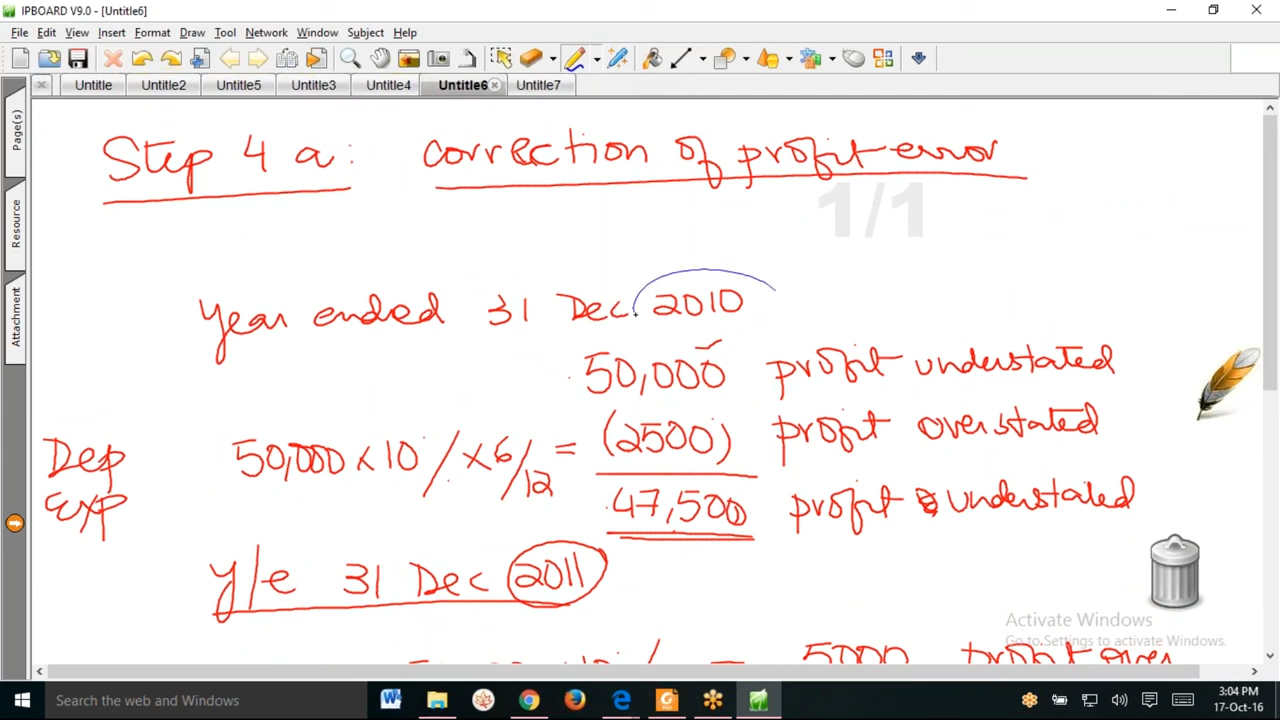 IPBOARD V9.0 - [Untitle6]
File Edit View Insert Format Draw Tool Network Window Subject Help
Untitle Untitle2 Untitle5 Untitle3 Untitle4 Untitle6 Untitle7
Page(s)
Resource
Attachment
Step 4 a: correction of profit error
1/1
Year ended 31 Dec 2010
50,000 profit understated
Dep 50,000 x 10 / x 6/12 = (2500) profit overstated
Exp 47,500 profit understated
y/e 31 Dec 2011
5000 profit over
Activate Windows
Go to Settings to activate Windows.
Search the web and Windows
3:04 PM
17-Oct-16